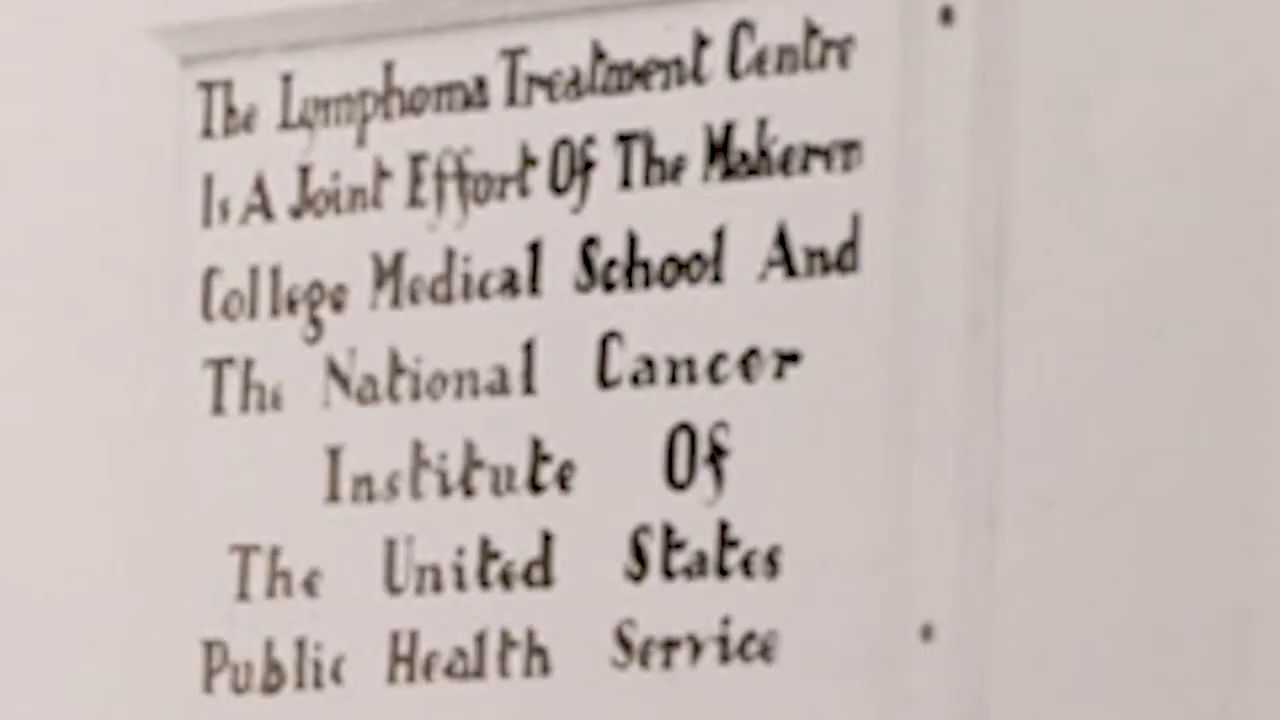 The Lymphoma Treatment Centre
Is A Joint Effort Of The Makerere
College Medical School And
The National Cancer
Institute Of
The United States
Public Health Service